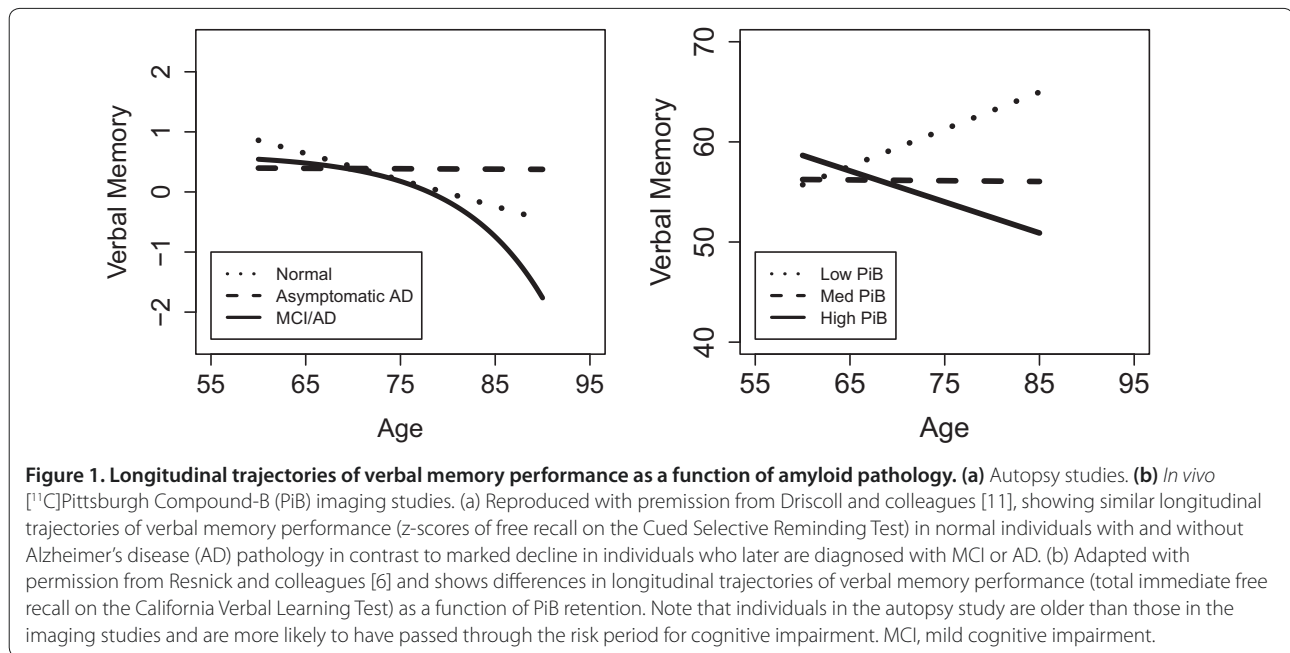 Verbal Memory
2
1
0
−1
−2
Normal
Asymptomatic AD
MCI/AD
55 65 75 85 95
Age
Verbal Memory
70
60
50
40
Low PiB
Med PiB
High PiB
55 65 75 85 95
Age
Figure 1. Longitudinal trajectories of verbal memory performance as a function of amyloid pathology. (a) Autopsy studies. (b) In vivo
[¹¹C]Pittsburgh Compound-B (PiB) imaging studies. (a) Reproduced with premission from Driscoll and colleagues [11], showing similar longitudinal
trajectories of verbal memory performance (z-scores of free recall on the Cued Selective Reminding Test) in normal individuals with and without
Alzheimer's disease (AD) pathology in contrast to marked decline in individuals who later are diagnosed with MCI or AD. (b) Adapted with
permission from Resnick and colleagues [6] and shows differences in longitudinal trajectories of verbal memory performance (total immediate free
recall on the California Verbal Learning Test) as a function of PiB retention. Note that individuals in the autopsy study are older than those in the
imaging studies and are more likely to have passed through the risk period for cognitive impairment. MCI, mild cognitive impairment.